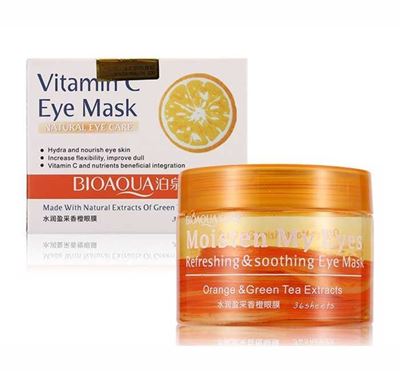 Vitamin C
Eye Mask
NATURAL EYE CARE
Hydra and nourish eye skin
Increase flexibility, improve dull
Vitamin C and nutrients beneficial integration
BIOAQUA泊泉
Made With Natural Extracts Of Green
水润盈采香橙眼膜
BIOAQUA
Moisten My Eyes
Refreshing & soothing Eye Mask
Orange &Green Tea Extracts
水润盈采香橙眼膜 36sheets